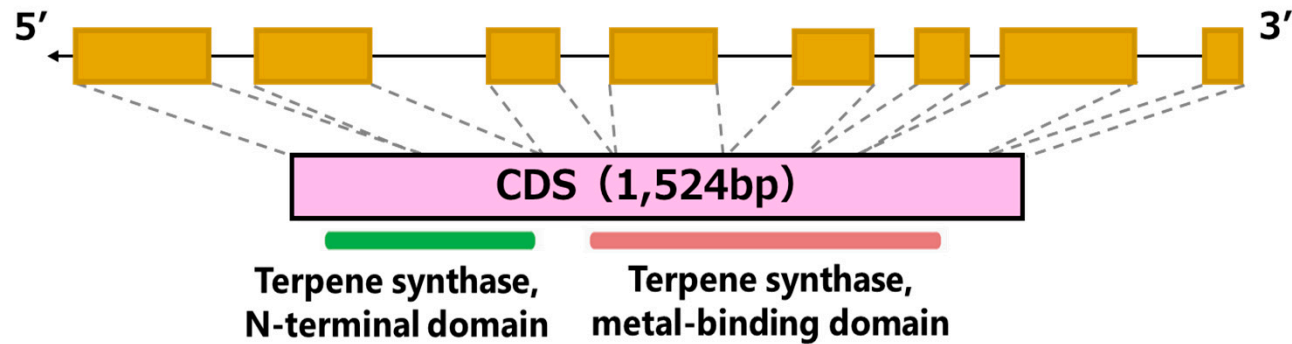 5’
3’
CDS（1,524bp）
Terpene synthase,
N-terminal domain
Terpene synthase,
metal-binding domain